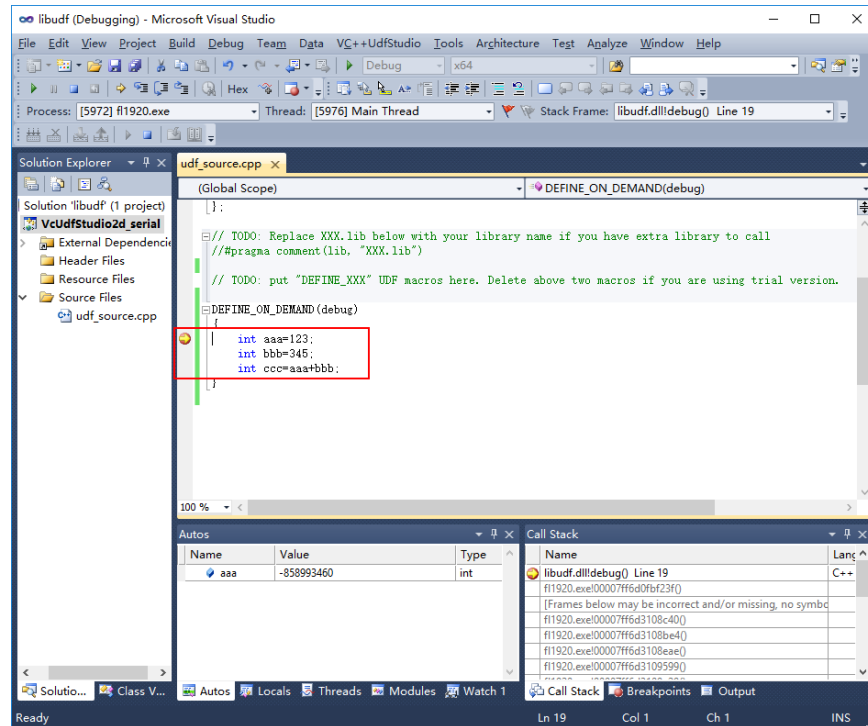 libudf (Debugging) - Microsoft Visual Studio
File Edit View Project Build Debug Team Data VC++UdfStudio Tools Architecture Test Analyze Window Help
Debug x64
Hex
Process: [5972] fl1920.exe Thread: [5976] Main Thread Stack Frame: libudf.dll!debug() Line 19
Solution Explorer
udf_source.cpp
(Global Scope) DEFINE_ON_DEMAND(debug)
Solution 'libudf' (1 project)
VcUdfStudio2d_serial
External Dependencie
Header Files
Resource Files
Source Files
udf_source.cpp
};
// TODO: Replace XXX.lib below with your library name if you have extra library to call
//#pragma comment(lib, "XXX.lib")
// TODO: put "DEFINE_XXX" UDF macros here. Delete above two macros if you are using trial version.
DEFINE_ON_DEMAND(debug)
{
int aaa=123;
int bbb=345;
int ccc=aaa+bbb;
}
100 %
Autos
Name Value Type
aaa -858993460 int
Call Stack
Name Lang
libudf.dll!debug() Line 19 C++
fl1920.exe!00007ff6d0fbf23f()
[Frames below may be incorrect and/or missing, no symbo
fl1920.exe!00007ff6d3108c40()
fl1920.exe!00007ff6d3108be4()
fl1920.exe!00007ff6d3108eae()
fl1920.exe!00007ff6d3109599()
Solutio... Class V... Autos Locals Threads Modules Watch 1 Call Stack Breakpoints Output
Ready Ln 19 Col 1 Ch 1 INS